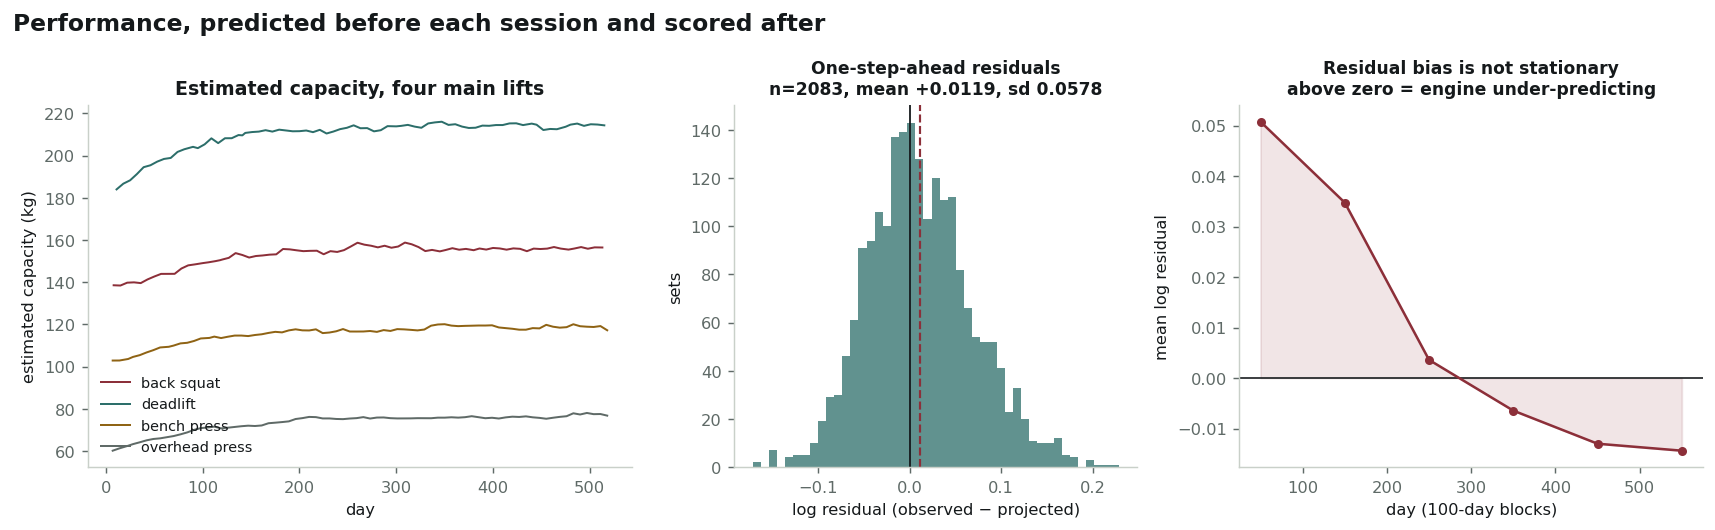 Performance, predicted before each session and scored after
Estimated capacity, four main lifts
220
200
180
160
140
120
100
80
60
estimated capacity (kg)
back squat
deadlift
bench press
overhead press
0
100
200
300
400
500
day
One-step-ahead residuals
n=2083, mean +0.0119, sd 0.0578
140
120
100
80
60
40
20
0
sets
−0.1
0.0
0.1
0.2
log residual (observed − projected)
Residual bias is not stationary
above zero = engine under-predicting
0.05
0.04
0.03
0.02
0.01
0.00
−0.01
mean log residual
100
200
300
400
500
day (100-day blocks)